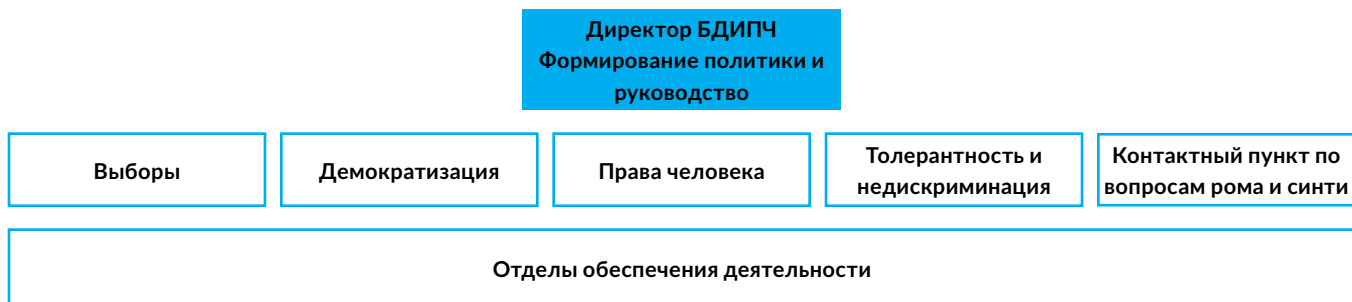 Директор БДИПЧ
Формирование политики и
руководство
Выборы
Демократизация
Права человека
Толерантность и
недискриминация
Контактный пункт по
вопросам рома и синти
Отделы обеспечения деятельности